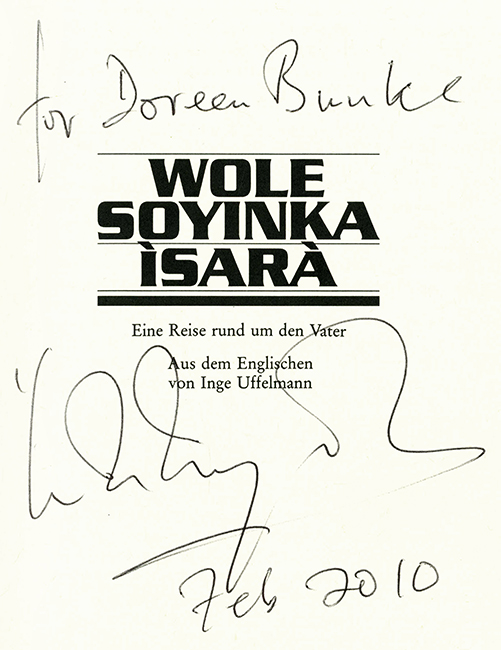 for Doreen Bunke
WOLE
SOYINKA
ÌSARÀ
Eine Reise rund um den Vater
Aus dem Englischen
von Inge Uffelmann
Feb 2010